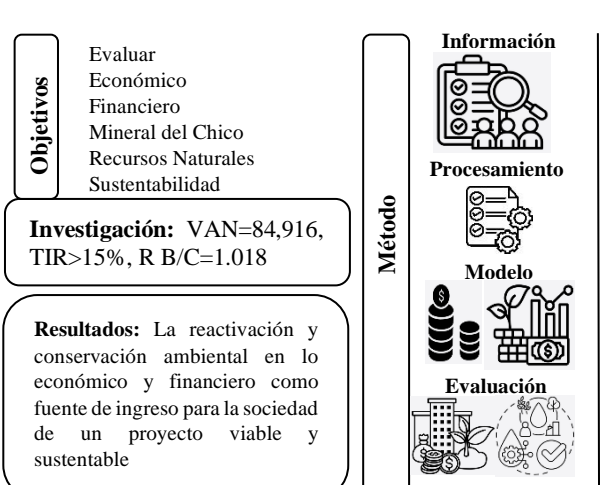 Objetivos
Evaluar
Económico
Financiero
Mineral del Chico
Recursos Naturales
Sustentabilidad
Investigación: VAN=84,916,
TIR>15%, R B/C=1.018
Resultados: La reactivación y
conservación ambiental en lo
económico y financiero como
fuente de ingreso para la sociedad
de un proyecto viable y
sustentable
Método
Información
Procesamiento
Modelo
Evaluación